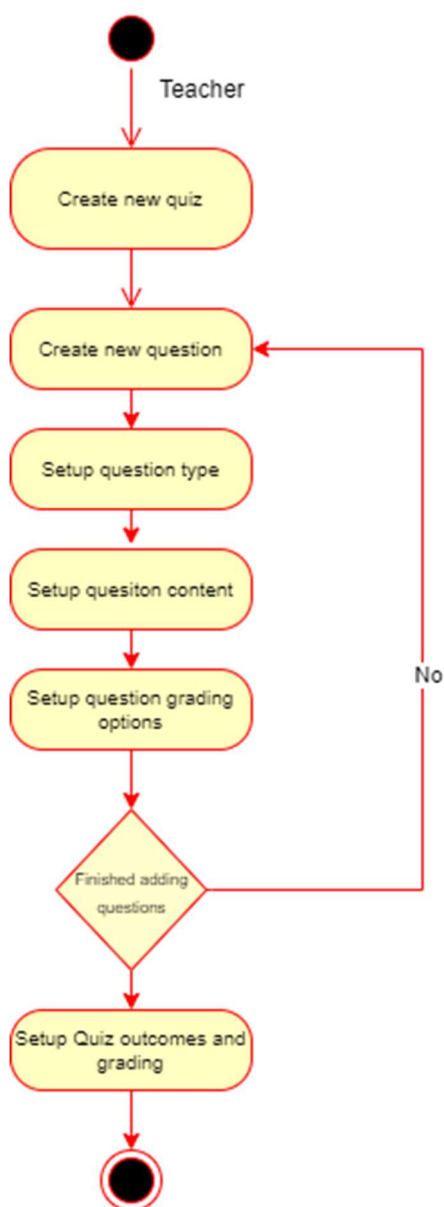 Teacher
Create new quiz
Create new question
Setup question type
Setup quesiton content
Setup question grading
options
No
Finished adding
questions
Setup Quiz outcomes and
grading